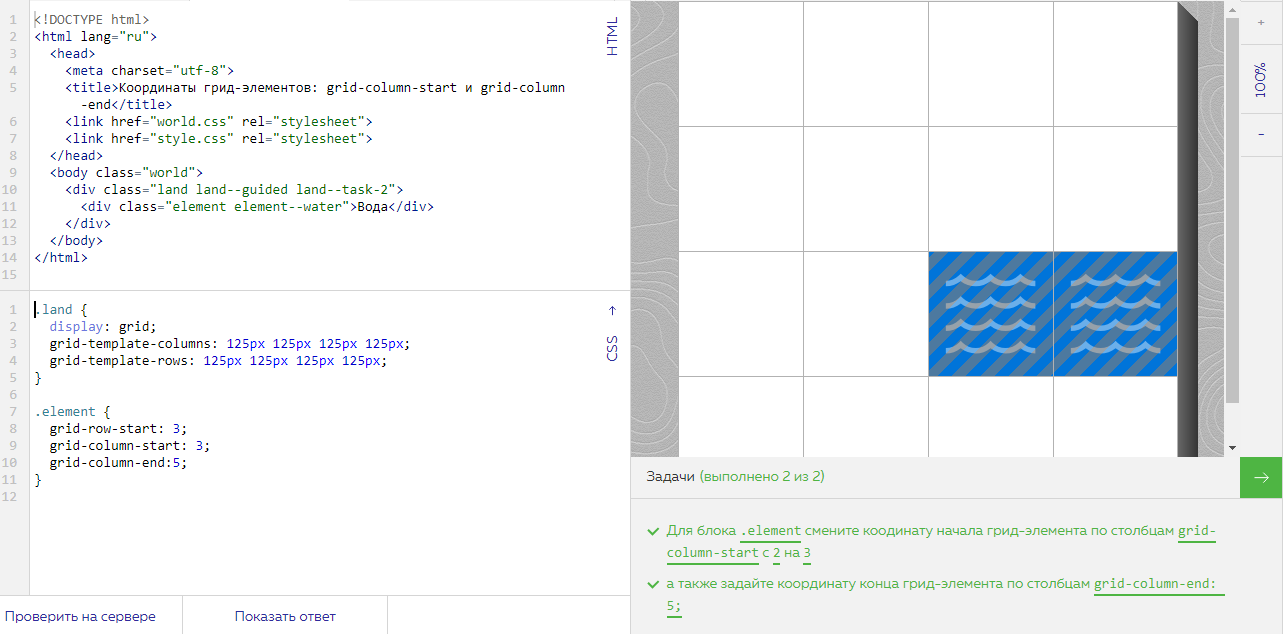 1 <!DOCTYPE html>
2 <html lang="ru">
3 <head>
4 <meta charset="utf-8">
5 <title>Координаты грид-элементов: grid-column-start и grid-column
-end</title>
6 <link href="world.css" rel="stylesheet">
7 <link href="style.css" rel="stylesheet">
8 </head>
9 <body class="world">
10 <div class="land land--guided land--task-2">
11 <div class="element element--water">Вода</div>
12 </div>
13 </body>
14 </html>
15
HTML
1 .land {
2 display: grid;
3 grid-template-columns: 125px 125px 125px 125px;
4 grid-template-rows: 125px 125px 125px 125px;
5 }
6
7 .element {
8 grid-row-start: 3;
9 grid-column-start: 3;
10 grid-column-end:5;
11 }
12
CSS
Проверить на сервере
Показать ответ
+
100%
-
Задачи (выполнено 2 из 2)
Для блока .element смените коодинату начала грид-элемента по столбцам grid-
column-start с 2 на 3
а также задайте координату конца грид-элемента по столбцам grid-column-end:
5;